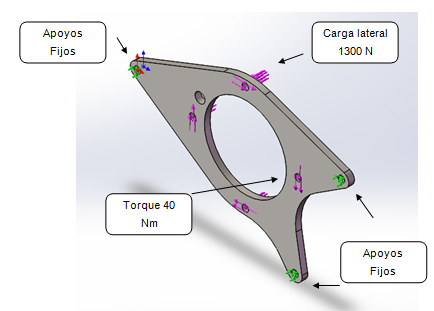 Apoyos
Fijos
Carga lateral
1300 N
Torque 40
Nm
Apoyos
Fijos